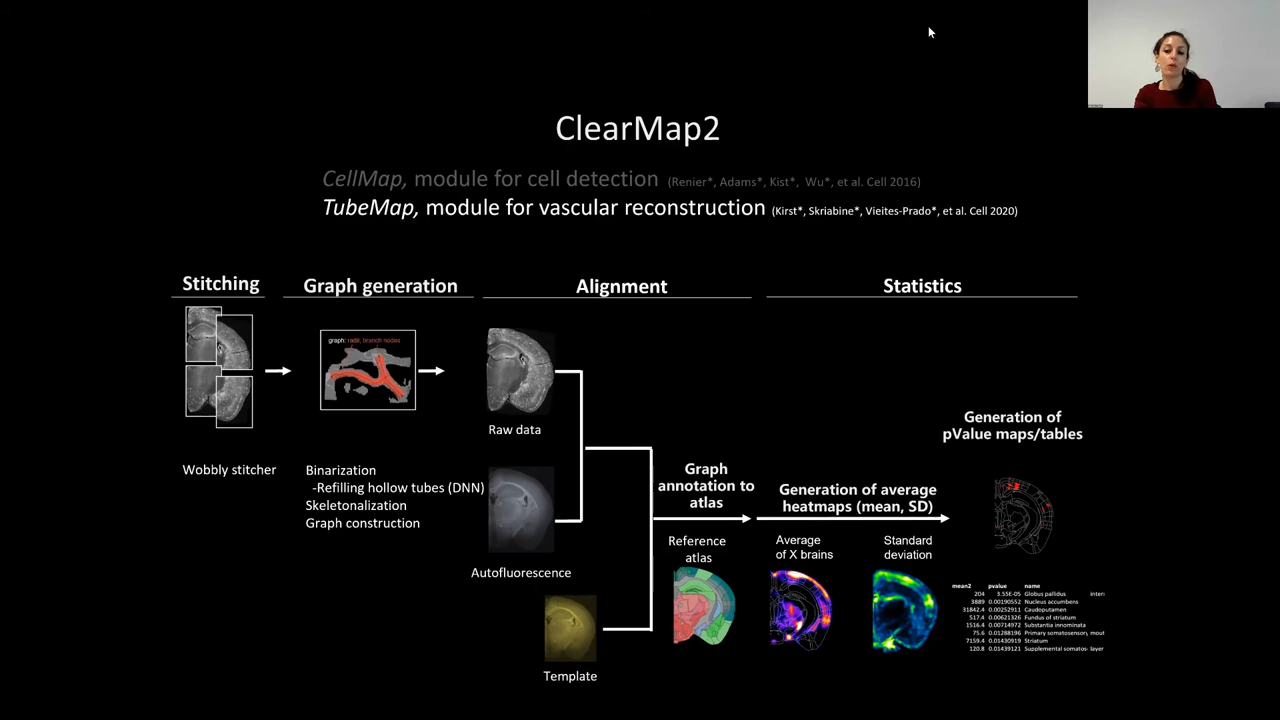 ClearMap2
CellMap, module for cell detection (Renier*, Adams*, Kist*, Wu*, et al. Cell 2016)
TubeMap, module for vascular reconstruction (Kirst*, Skriabine*, Vieites-Prado*, et al. Cell 2020)
Stitching
Graph generation
Alignment
Statistics
graph: radii, branch nodes
Raw data
Wobbly stitcher
Binarization
-Refilling hollow tubes (DNN)
Skeletonalization
Graph construction
Autofluorescence
Template
Graph
annotation to
atlas
Reference
atlas
Generation of average
heatmaps (mean, SD)
Average
of X brains
Standard
deviation
Generation of
pValue maps/tables
mean2 pvalue name
204 3.55E-05 Globus pallidus inter
3889 0.00190552 Nucleus accumbens
31842.4 0.00252911 Caudoputamen
517.4 0.00621326 Fundus of striatum
1516.4 0.00714972 Substantia innominata
75.6 0.01288196 Primary somatosensory mout
7159.4 0.01430919 Striatum
120.8 0.01439121 Supplemental somatos- layer